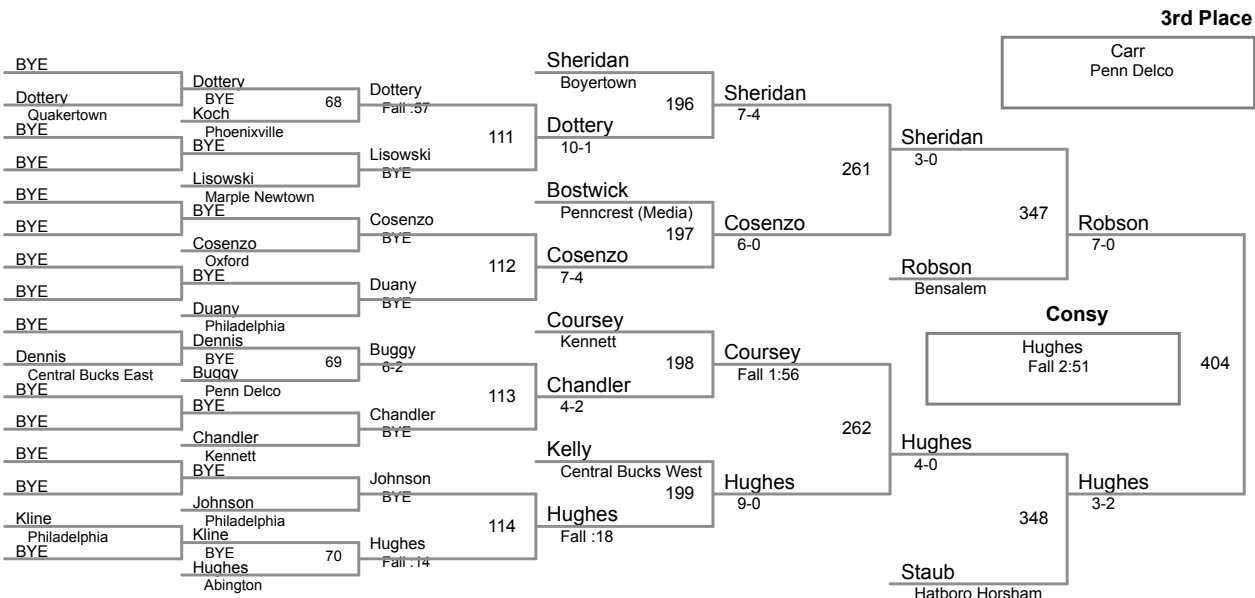 3rd Place
Carr
Penn Delco
BYE
Dottery
Quakertown
BYE
BYE
BYE
BYE
BYE
BYE
BYE
Dennis
Central Bucks East
BYE
BYE
BYE
BYE
Kline
Philadelphia
BYE
Dottery
BYE
68
Koch
Phoenixville
BYE
Lisowski
Marple Newtown
BYE
Cosenzo
Oxford
BYE
Duany
Philadelphia
Dennis
BYE
69
Buggy
Penn Delco
BYE
Chandler
Kennett
BYE
Johnson
Philadelphia
Kline
BYE
70
Hughes
Abington
Dottery
Fall :57
111
Lisowski
BYE
Cosenzo
BYE
112
Duany
BYE
Buggy
6-2
113
Chandler
BYE
Johnson
BYE
114
Hughes
Fall :14
Sheridan
Boyertown
196
Dottery
10-1
Bostwick
Penncrest (Media)
197
Cosenzo
7-4
Coursey
Kennett
198
Chandler
4-2
Kelly
Central Bucks West
199
Hughes
Fall :18
Sheridan
7-4
261
Cosenzo
6-0
Coursey
Fall 1:56
262
Hughes
9-0
Sheridan
3-0
347
Robson
Bensalem
Hughes
4-0
348
Staub
Hatboro Horsham
Robson
7-0
404
Hughes
3-2
Consy
Hughes
Fall 2:51